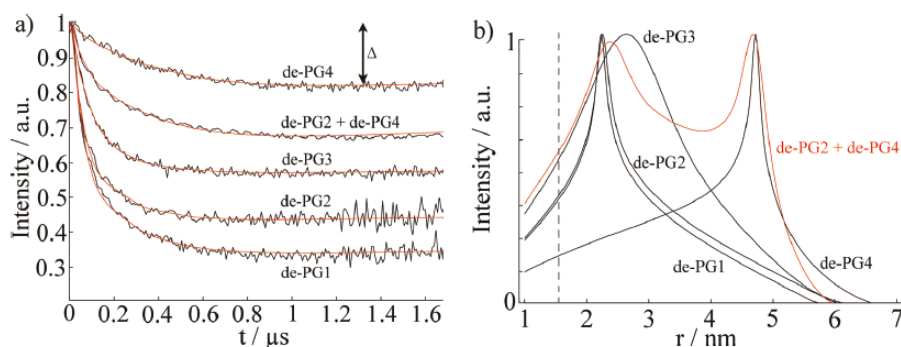 a)
Intensity / a.u.
1
0.9
0.8
0.7
0.6
0.5
0.4
0.3
Δ
de-PG4
de-PG2 + de-PG4
de-PG3
de-PG2
de-PG1
0 0.2 0.4 0.6 0.8 1 1.2 1.4 1.6
t / μs
b)
Intensity / a.u.
1
0
de-PG3
de-PG2
de-PG2 + de-PG4
de-PG4
de-PG1
1 2 3 4 5 6 7
r / nm